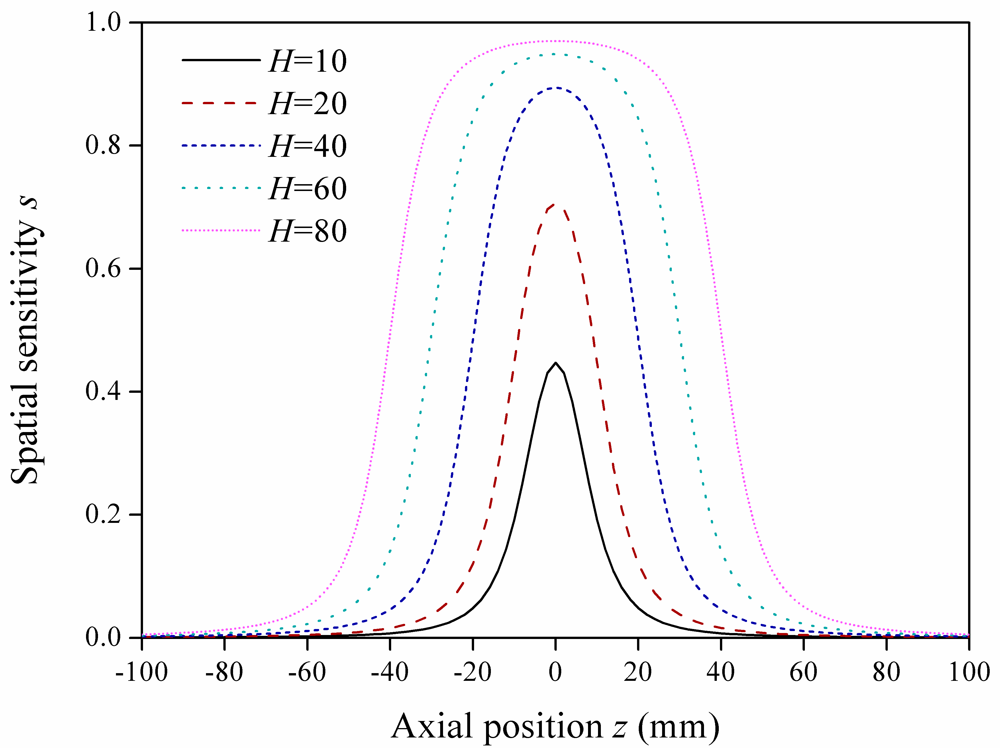 1.0
0.8
0.6
0.4
0.2
0.0
Spatial sensitivity s
H=10
H=20
H=40
H=60
H=80
-100 -80 -60 -40 -20 0 20 40 60 80 100
Axial position z (mm)